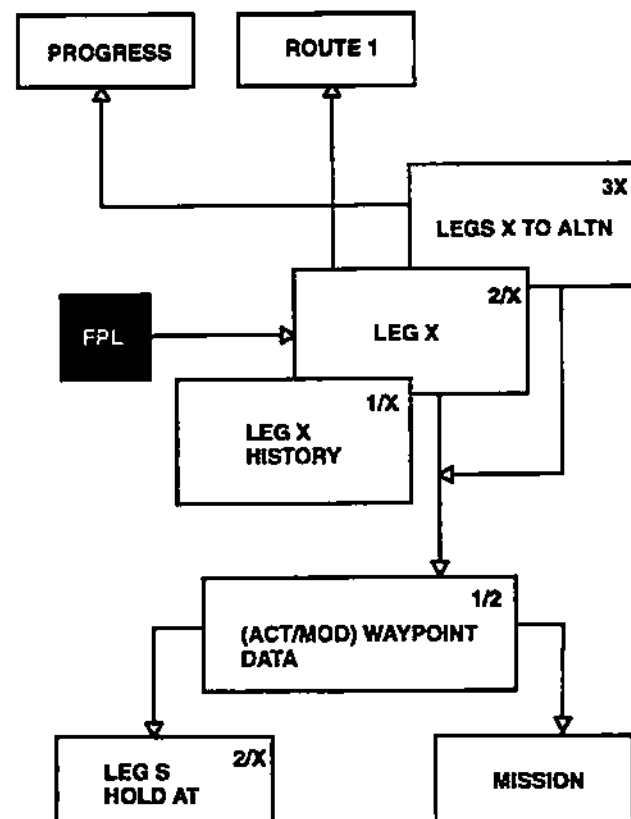 PROGRESS
ROUTE 1
3X
LEGS X TO ALTN
2/X
FPL
LEG X
1/X
LEG X
HISTORY
1/2
(ACT/MOD) WAYPOINT
DATA
2/X
LEG S
HOLD AT
MISSION